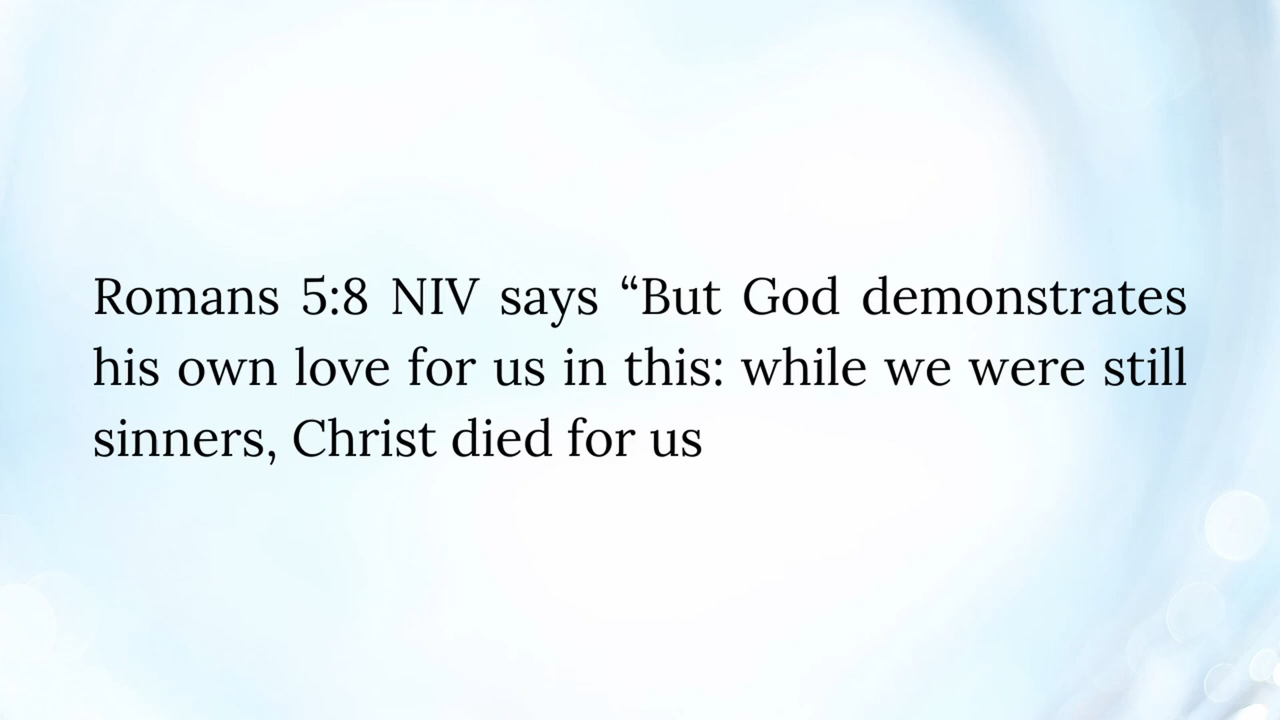 Romans 5:8 NIV says “But God demonstrates
his own love for us in this: while we were still
sinners, Christ died for us